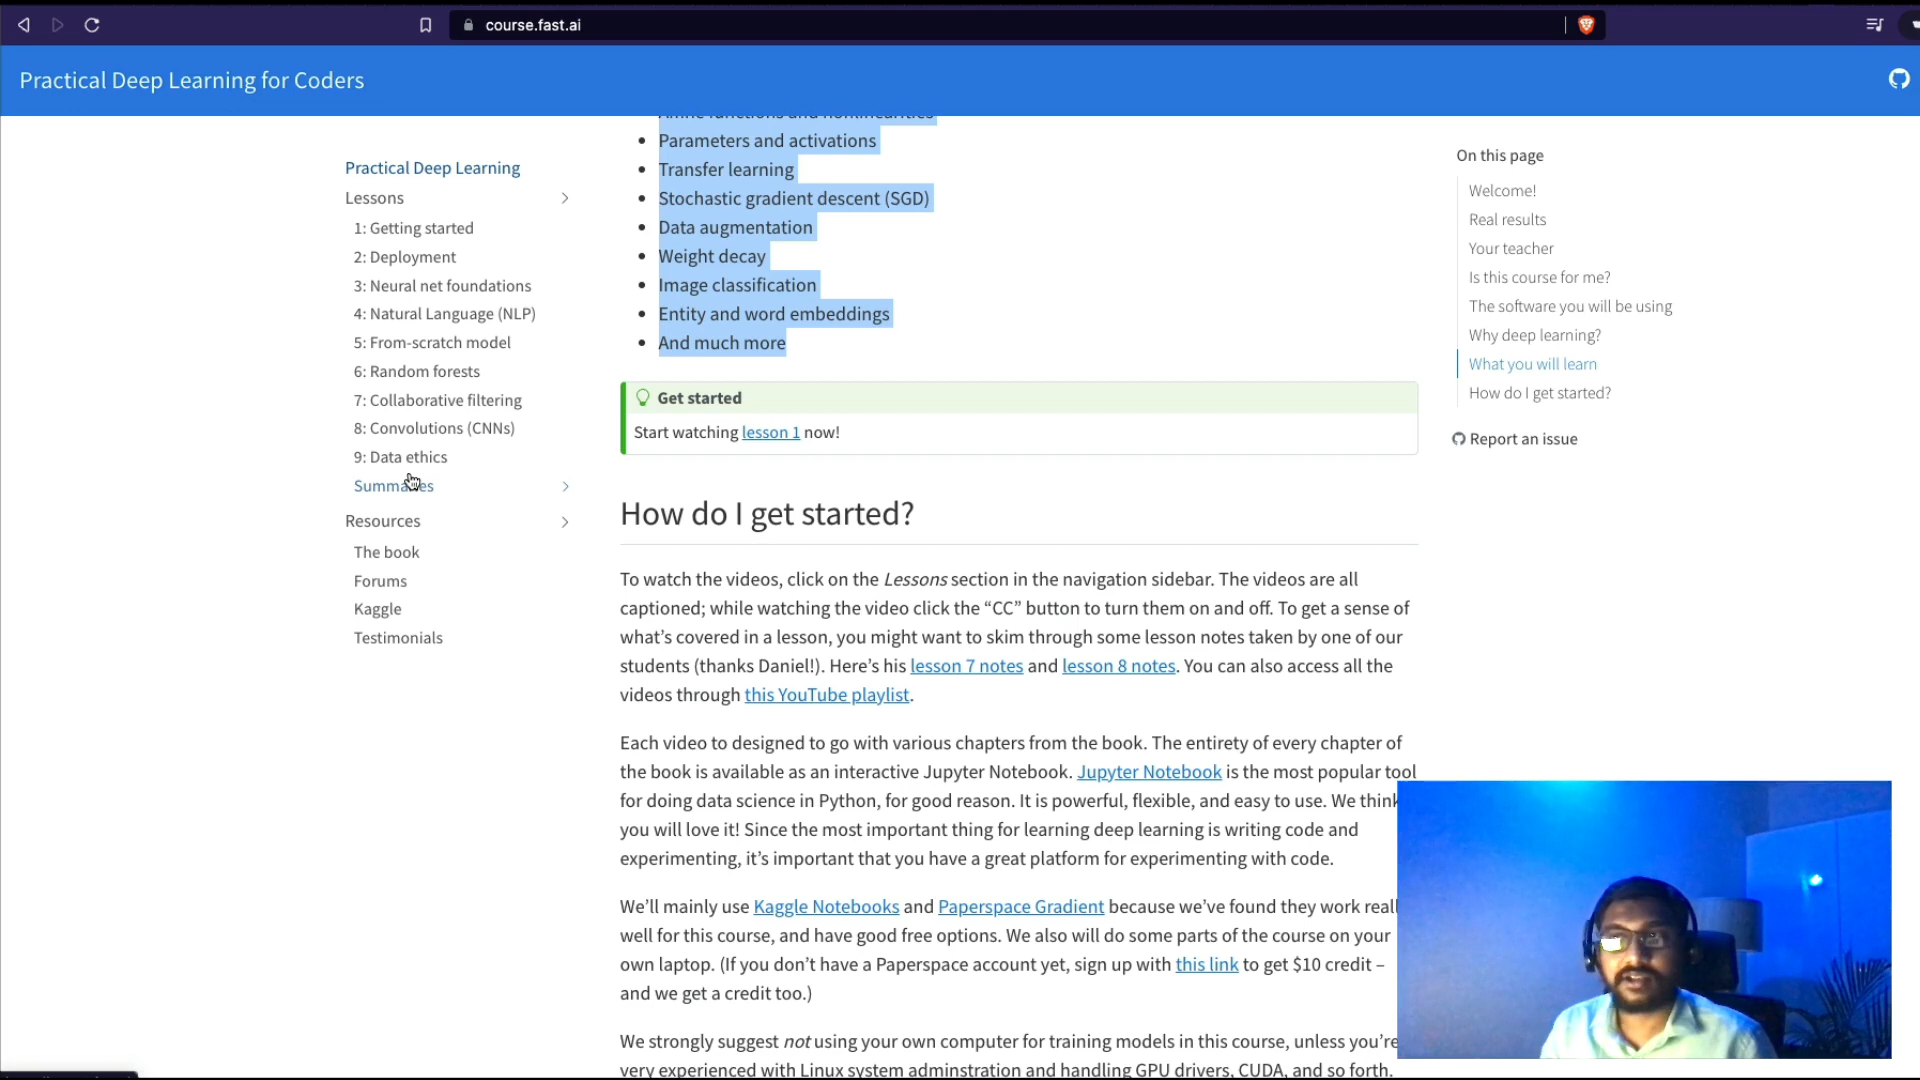 course.fast.ai
Practical Deep Learning for Coders
Practical Deep Learning
Lessons
1: Getting started
2: Deployment
3: Neural net foundations
4: Natural Language (NLP)
5: From-scratch model
6: Random forests
7: Collaborative filtering
8: Convolutions (CNNs)
9: Data ethics
Summaries
Resources
The book
Forums
Kaggle
Testimonials
Affine functions and nonlinearities
Parameters and activations
Transfer learning
Stochastic gradient descent (SGD)
Data augmentation
Weight decay
Image classification
Entity and word embeddings
And much more
Get started
Start watching lesson 1 now!
How do I get started?
To watch the videos, click on the Lessons section in the navigation sidebar. The videos are all
captioned; while watching the video click the “CC” button to turn them on and off. To get a sense of
what’s covered in a lesson, you might want to skim through some lesson notes taken by one of our
students (thanks Daniel!). Here’s his lesson 7 notes and lesson 8 notes. You can also access all the
videos through this YouTube playlist.
Each video to designed to go with various chapters from the book. The entirety of every chapter of
the book is available as an interactive Jupyter Notebook. Jupyter Notebook is the most popular tool
for doing data science in Python, for good reason. It is powerful, flexible, and easy to use. We think
you will love it! Since the most important thing for learning deep learning is writing code and
experimenting, it’s important that you have a great platform for experimenting with code.
We’ll mainly use Kaggle Notebooks and Paperspace Gradient because we’ve found they work reall
well for this course, and have good free options. We also will do some parts of the course on your
own laptop. (If you don’t have a Paperspace account yet, sign up with this link to get $10 credit –
and we get a credit too.)
We strongly suggest not using your own computer for training models in this course, unless you’re
very experienced with Linux system adminstration and handling GPU drivers, CUDA, and so forth.
On this page
Welcome!
Real results
Your teacher
Is this course for me?
The software you will be using
Why deep learning?
What you will learn
How do I get started?
Report an issue